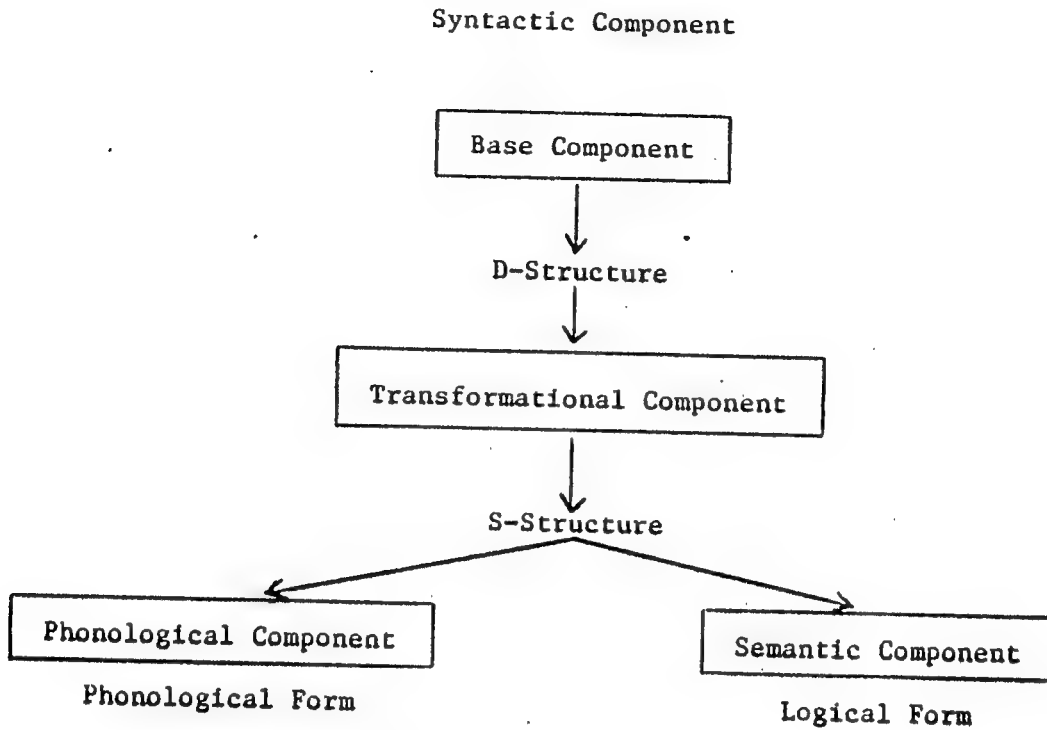 Syntactic Component
Base Component
D-Structure
Transformational Component
S-Structure
Phonological Component
Semantic Component
Phonological Form
Logical Form